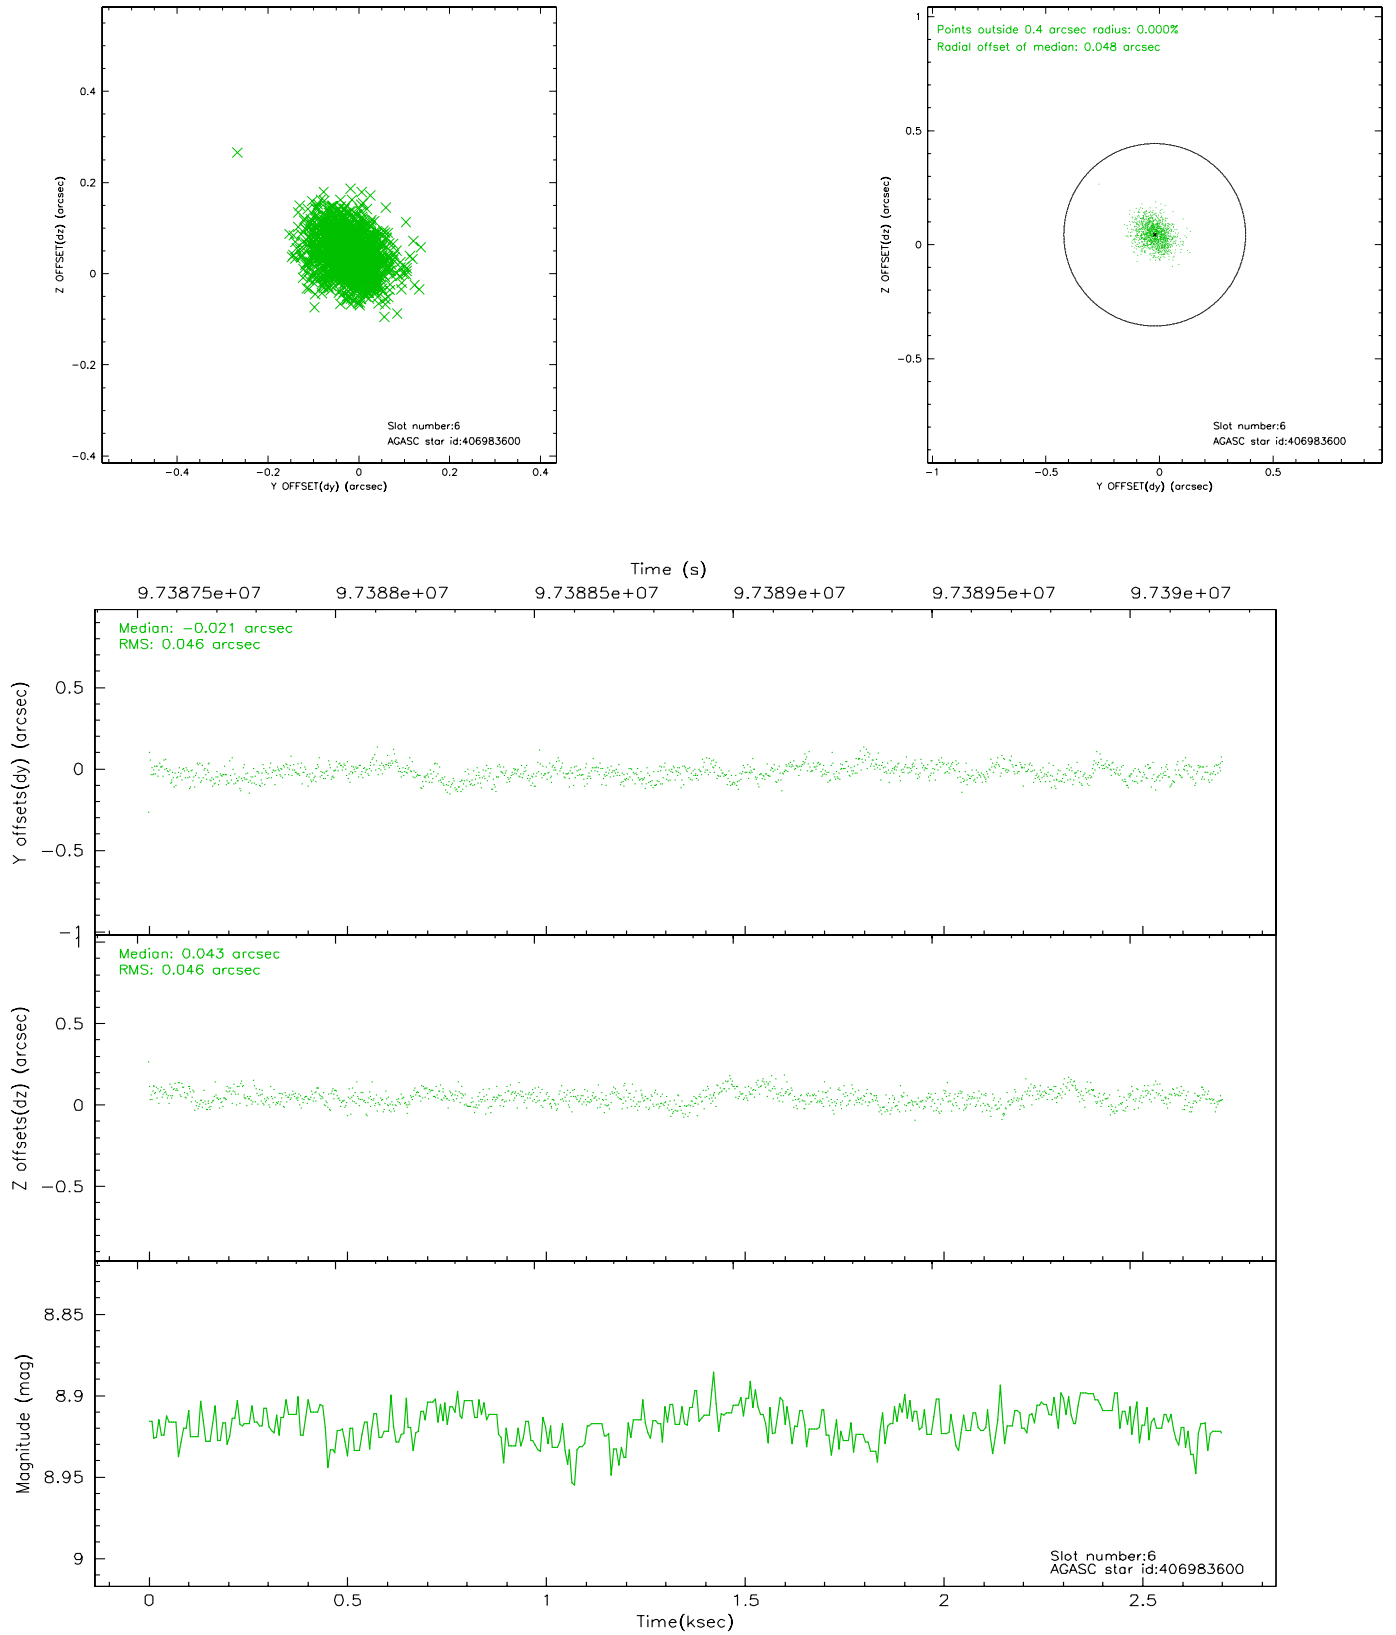 0.4
0.2
0
-0.2
-0.4
Z OFFSET(dz) (arcsec)
Slot number:6
AGASC star id:406983600
-0.4 -0.2 0 0.2 0.4
Y OFFSET(dy) (arcsec)
Points outside 0.4 arcsec radius: 0.000%
Radial offset of median: 0.048 arcsec
1
0.5
0
-0.5
Z OFFSET(dz) (arcsec)
Slot number:6
AGASC star id:406983600
-1 -0.5 0 0.5
Y OFFSET(dy) (arcsec)
Time (s)
9.73875e+07 9.7388e+07 9.73885e+07 9.7389e+07 9.73895e+07 9.739e+07
Median: -0.021 arcsec
RMS: 0.046 arcsec
0.5
0
-0.5
-1
Y offsets(dy) (arcsec)
Median: 0.043 arcsec
RMS: 0.046 arcsec
1
0.5
0
-0.5
Z offsets(dz) (arcsec)
8.85
8.9
8.95
9
Magnitude (mag)
Slot number:6
AGASC star id:406983600
0 0.5 1 1.5 2 2.5
Time(ksec)